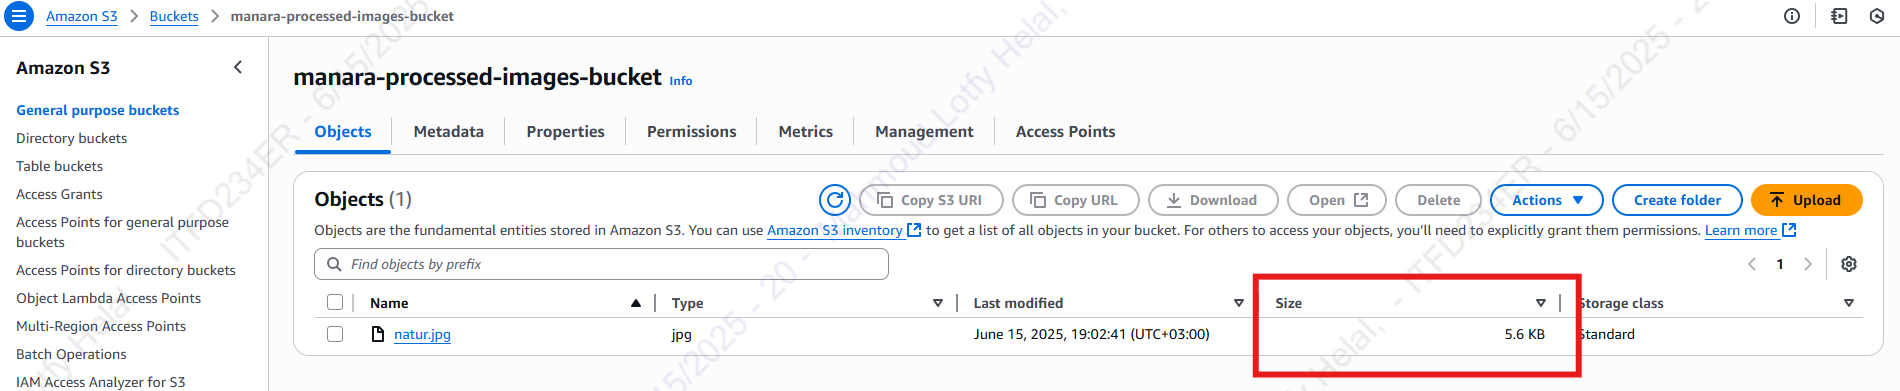 Amazon S3 > Buckets > manara-processed-images-bucket
Amazon S3
General purpose buckets
Directory buckets
Table buckets
Access Grants
Access Points for general purpose
buckets
Access Points for directory buckets
Object Lambda Access Points
Multi-Region Access Points
Batch Operations
IAM Access Analyzer for S3
manara-processed-images-bucket Info
Objects Metadata Properties Permissions Metrics Management Access Points
Objects (1)
Copy S3 URI Copy URL Download Open Delete Actions Create folder Upload
Objects are the fundamental entities stored in Amazon S3. You can use Amazon S3 inventory to get a list of all objects in your bucket. For others to access your objects, you'll need to explicitly grant them permissions. Learn more
Find objects by prefix
1
Name Type Last modified Size Storage class
natur.jpg jpg June 15, 2025, 19:02:41 (UTC+03:00) 5.6 KB Standard
ITFD234ER - 6/15/2025
Lotfy Helal,
15/2025 - 20 - Mahmoud Lotfy Helal,
Helal, - ITFD234ER - 6/15/2025 - 2